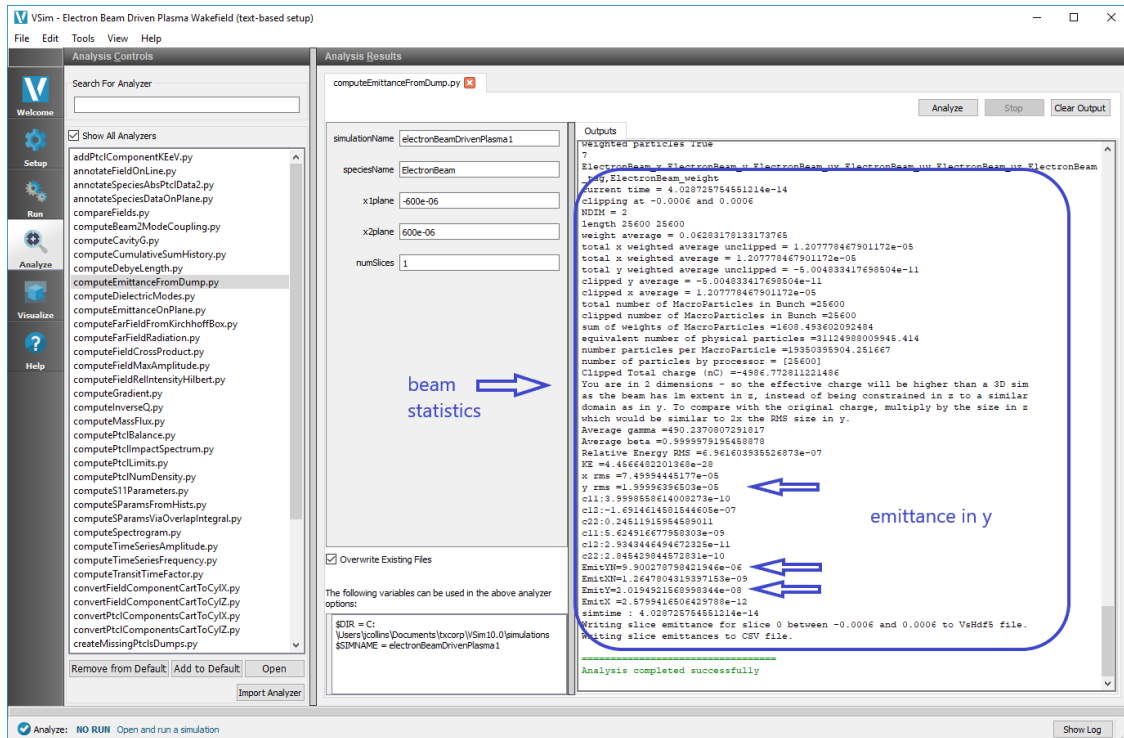 VSim - Electron Beam Driven Plasma Wakefield (text-based setup)
File Edit Tools View Help
Welcome
Setup
Run
Analyze
Visualize
Help
Analysis Controls
Search For Analyzer
Show All Analyzers
addPtclComponentKEeV.py
annotateFieldOnLine.py
annotateSpeciesAbsPtclData2.py
annotateSpeciesDataOnPlane.py
compareFields.py
computeBeam2ModeCoupling.py
computeCavityG.py
computeCumulativeSumHistory.py
computeDebyeLength.py
computeEmittanceFromDump.py
computeDielectricModes.py
computeEmittanceOnPlane.py
computeFarFieldFromKirchhoffBox.py
computeFarFieldRadiation.py
computeFieldCrossProduct.py
computeFieldMaxAmplitude.py
computeFieldRelIntensityHilbert.py
computeGradient.py
computeInverseQ.py
computeMassFlux.py
computePtclBalance.py
computePtclImpactSpectrum.py
computePtclLimits.py
computePtclNumDensity.py
computeS11Parameters.py
computeSParamsFromHists.py
computeSParamsViaOverlapIntegral.py
computeSpectrogram.py
computeTimeSeriesAmplitude.py
computeTimeSeriesFrequency.py
computeTransitTimeFactor.py
convertFieldComponentCartToCylX.py
convertFieldComponentCartToCylZ.py
convertPtclComponentsCartToCylX.py
convertPtclComponentsCartToCylZ.py
createMissingPtclsDumps.py
Remove from Default Add to Default Open
Import Analyzer
Analysis Results
computeEmittanceFromDump.py
Analyze Stop Clear Output
simulationName electronBeamDrivenPlasma1
speciesName ElectronBeam
x1plane -600e-06
x2plane 600e-06
numSlices 1
beam
statistics
Overwrite Existing Files
The following variables can be used in the above analyzer
options:
$DIR = C:
\Users\jcollins\Documents\txcorp\VSim10.0\simulations
$SIMNAME = electronBeamDrivenPlasma1
Outputs
weighted particles True
7
ElectronBeam_x,ElectronBeam_y,ElectronBeam_ux,ElectronBeam_uy,ElectronBeam_uz,ElectronBeam
_tag,ElectronBeam_weight
current time = 4.028725754551214e-14
clipping at -0.0006 and 0.0006
NDIM = 2
length 25600 25600
weight average = 0.06283178133173765
total x weighted average unclipped = 1.207778467901172e-05
total x weighted average = 1.207778467901172e-05
total y weighted average unclipped = -5.004833417698504e-11
clipped y average = -5.004833417698504e-11
clipped x average = 1.207778467901172e-05
total number of MacroParticles in Bunch =25600
clipped number of MacroParticles in Bunch =25600
sum of weights of MacroParticles =1608.493602092484
equivalent number of physical particles =31124988009945.414
number particles per MacroParticle =19350395904.251667
number of particles by processor = [25600]
Clipped Total charge (nC) =-4986.772811221486
You are in 2 dimensions - so the effective charge will be higher than a 3D sim
as the beam has 1m extent in z, instead of being constrained in z to a similar
domain as in y. To compare with the original charge, multiply by the size in z
which would be similar to 2x the RMS size in y.
Average gamma =490.2370807291817
Average beta =0.9999979195458878
Relative Energy RMS =6.961603935526873e-07
KE =4.4566482201368e-28
x rms =7.49994445177e-05
y rms =1.99996396503e-05
c11:3.9998558614008273e-10
c12:-1.6914614581544605e-07
c22:0.24511915954589011
c11:5.624916677958309e-09
c12:2.9343446494672325e-11
c22:2.845429844572831e-10
EmitYN=9.900278798421946e-06
EmitXN=1.2647804319397153e-09
EmitY=2.0194921568998344e-08
EmitX =2.5799416506429788e-12
simtime : 4.028725754551214e-14
Writing slice emittance for slice 0 between -0.0006 and 0.0006 to VsHdf5 file.
Writing slice emittances to CSV file.
================================
Analysis completed successfully
emittance in y
Analyze: NO RUN Open and run a simulation
Show Log